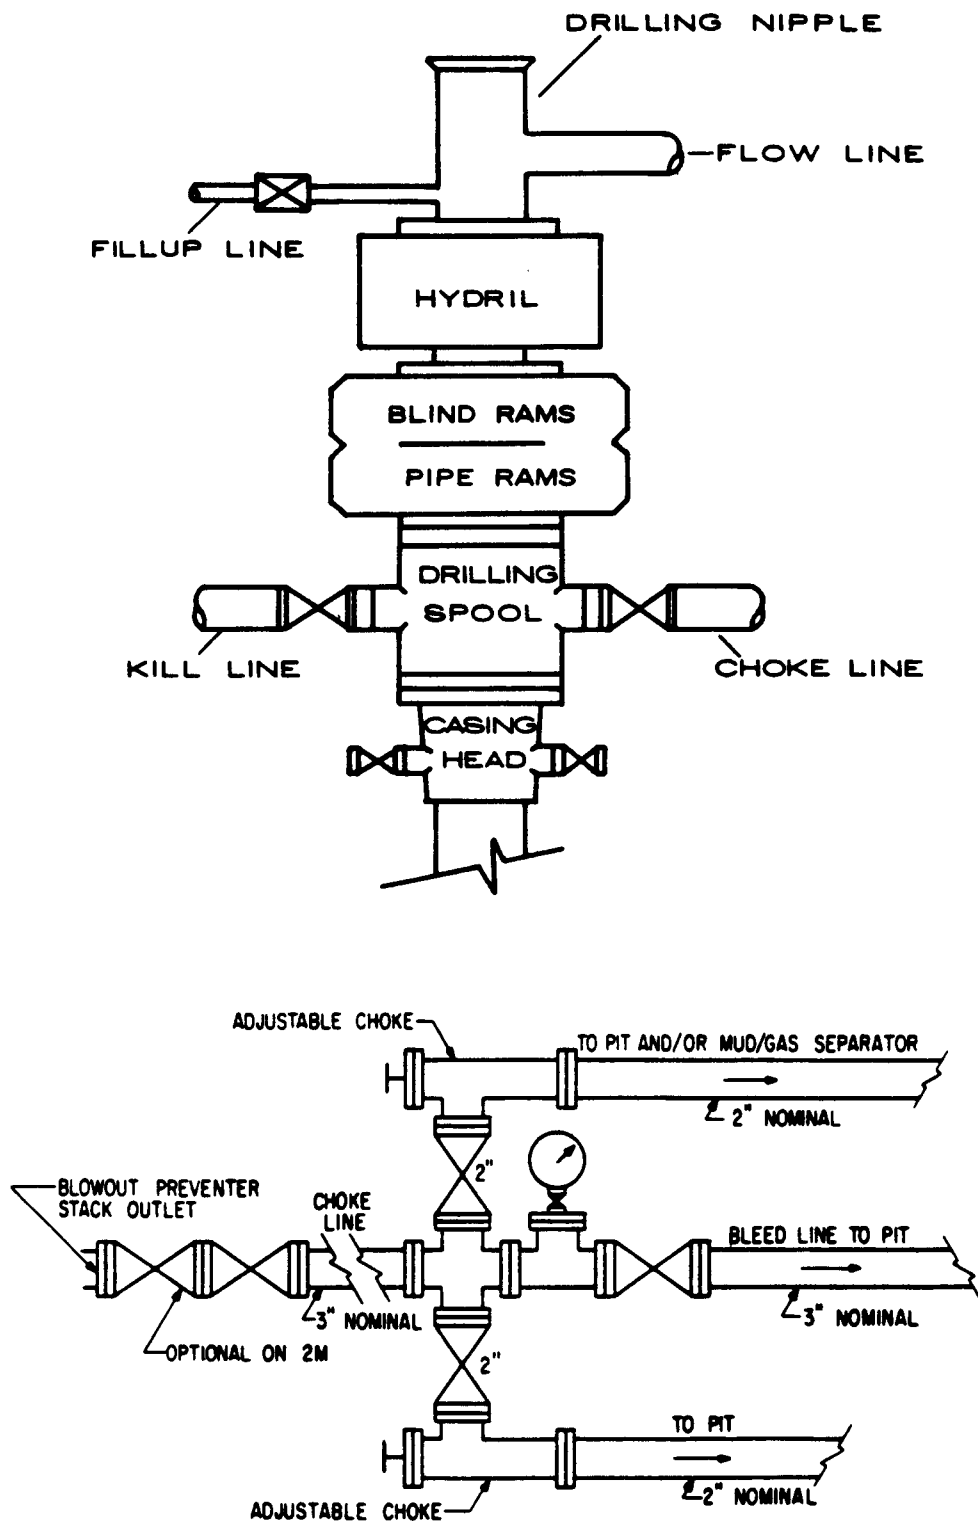 DRILLING NIPPLE
FLOW LINE
FILLUP LINE
HYDRIL
BLIND RAMS
PIPE RAMS
DRILLING
SPOOL
KILL LINE
CHOKE LINE
CASING
HEAD
ADJUSTABLE CHOKE
TO PIT AND/OR MUD/GAS SEPARATOR
2" NOMINAL
2"
BLOWOUT PREVENTER
STACK OUTLET
CHOKE
LINE
BLEED LINE TO PIT
3" NOMINAL
3" NOMINAL
OPTIONAL ON 2M
2"
TO PIT
2" NOMINAL
ADJUSTABLE CHOKE